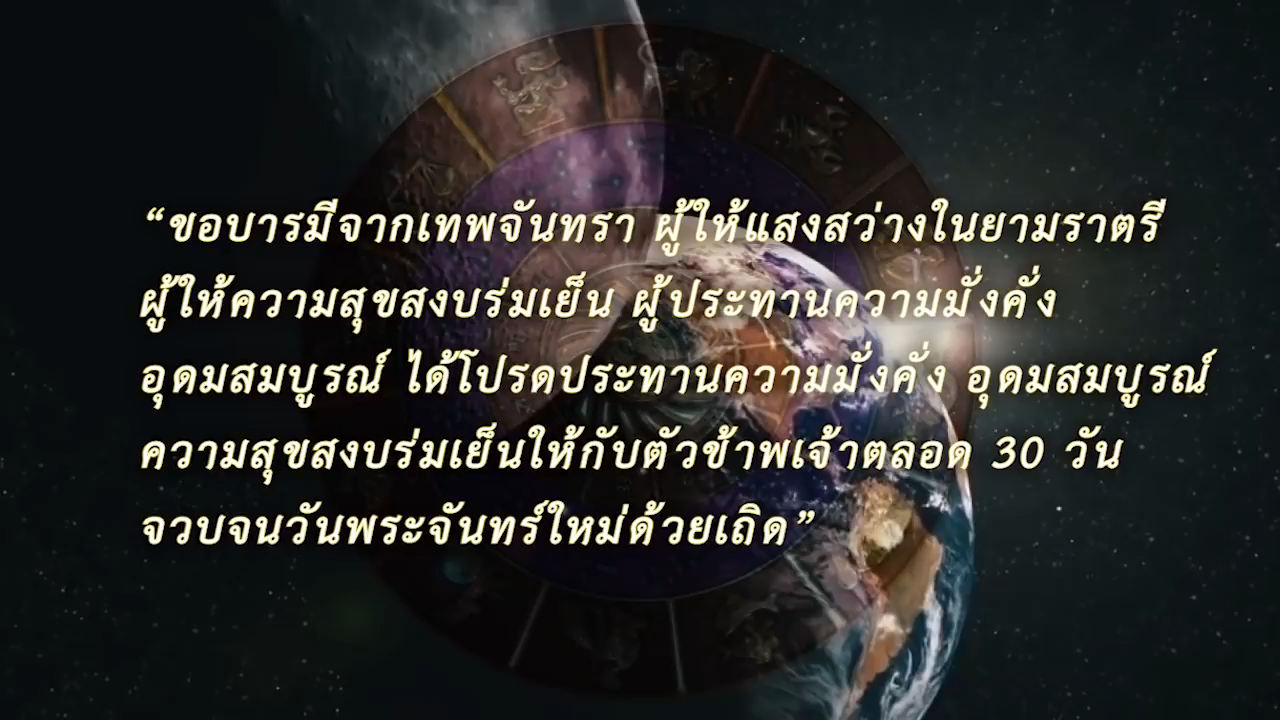 “ขอบารมีจากเทพจันทรา ผู้ให้แสงสว่างในยามราตรี
ผู้ให้ความสุขสงบร่มเย็น ผู้ประทานความมั่งคั่ง
อุดมสมบูรณ์ ได้โปรดประทานความมั่งคั่ง อุดมสมบูรณ์
ความสุขสงบร่มเย็นให้กับตัวข้าพเจ้าตลอด 30 วัน
จวบจนวันพระจันทร์ใหม่ด้วยเถิด”